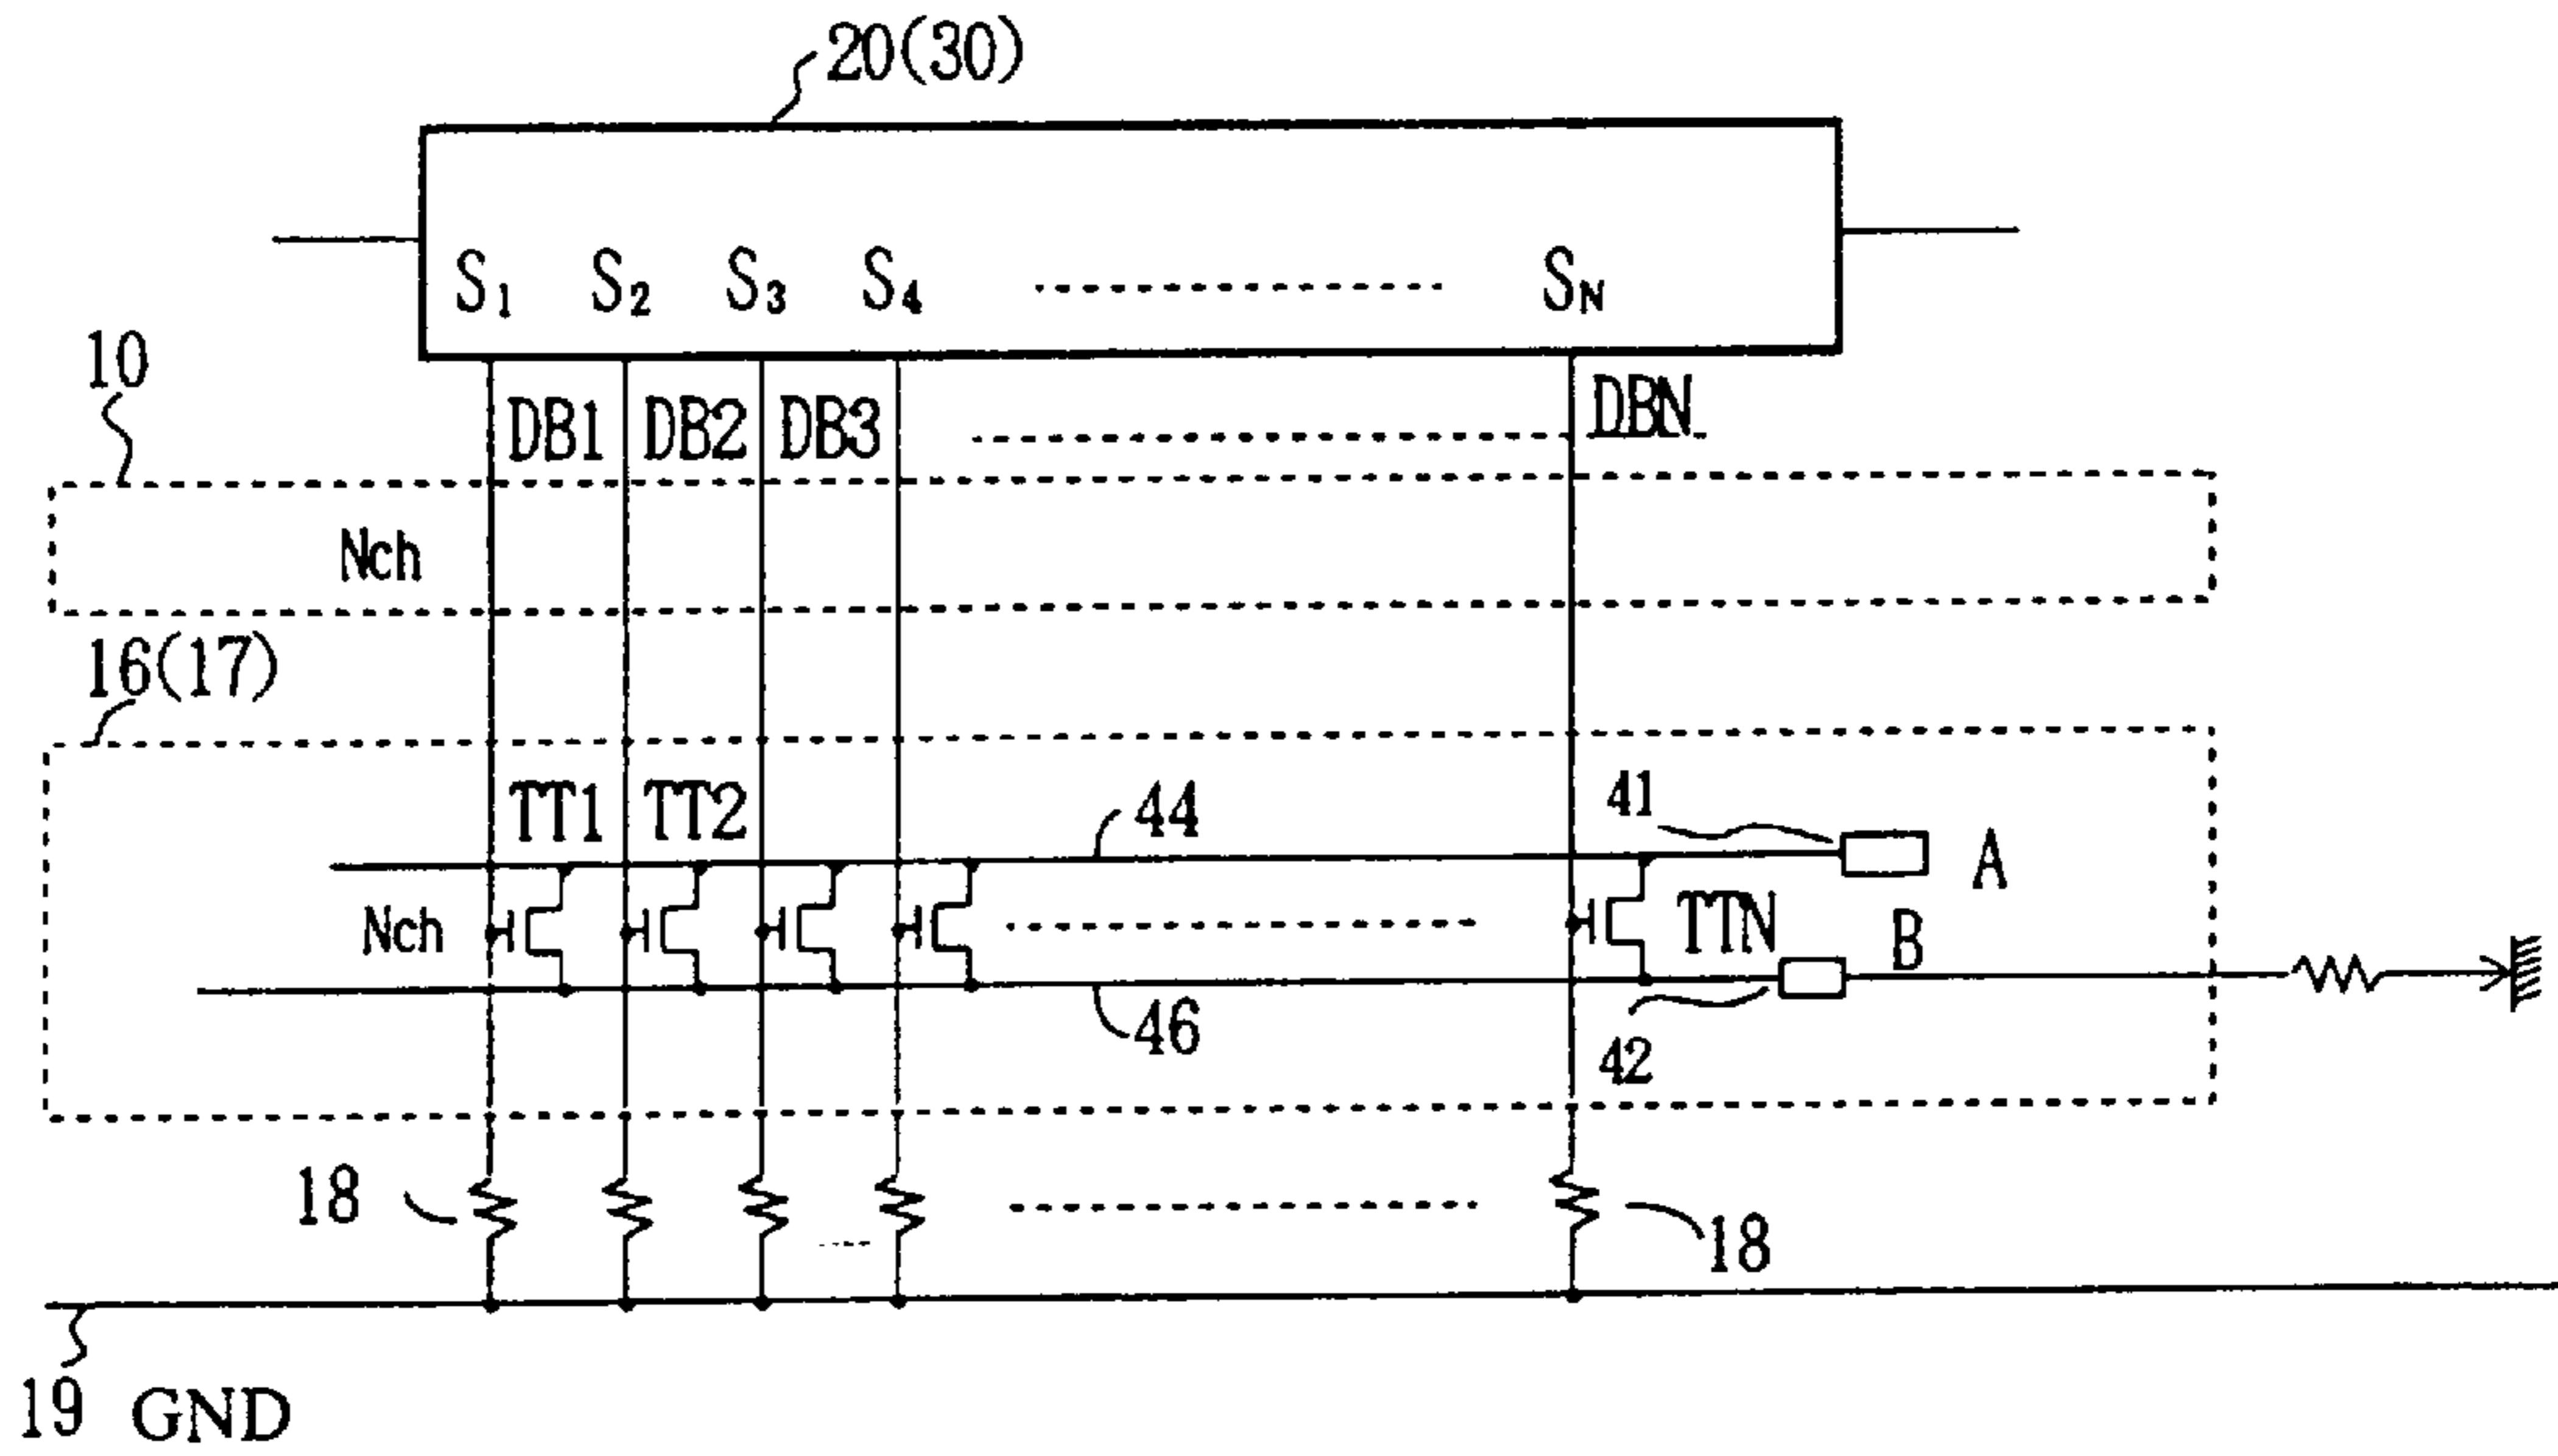 20(30)
S1 S2 S3 S4 SN
10
DB1 DB2 DB3 DBN
Nch
16(17)
TT1 TT2 44 41
A
Nch TTN B
46 42
18 18
19 GND